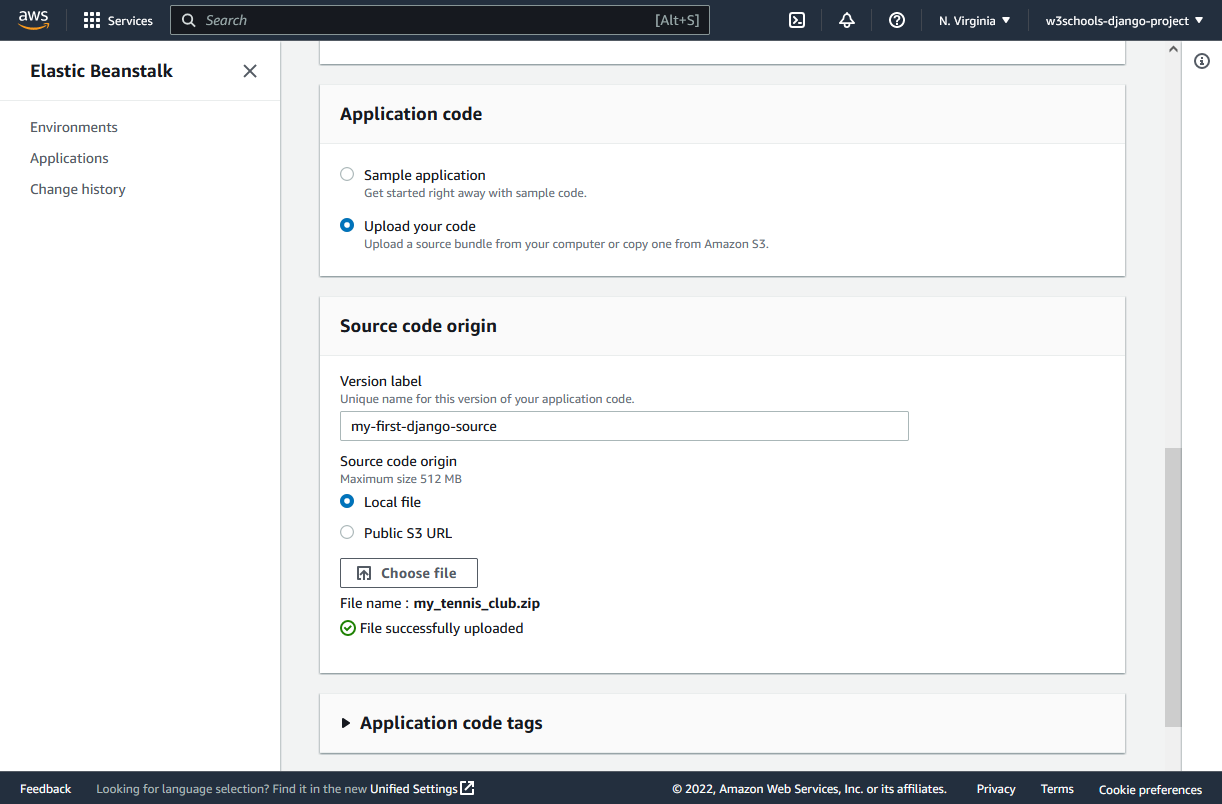 aws Services Search [Alt+S] N. Virginia w3schools-django-project
Elastic Beanstalk
Environments
Applications
Change history
Application code
Sample application
Get started right away with sample code.
Upload your code
Upload a source bundle from your computer or copy one from Amazon S3.
Source code origin
Version label
Unique name for this version of your application code.
my-first-django-source
Source code origin
Maximum size 512 MB
Local file
Public S3 URL
Choose file
File name : my_tennis_club.zip
File successfully uploaded
Application code tags
Feedback Looking for language selection? Find it in the new Unified Settings © 2022, Amazon Web Services, Inc. or its affiliates. Privacy Terms Cookie preferences